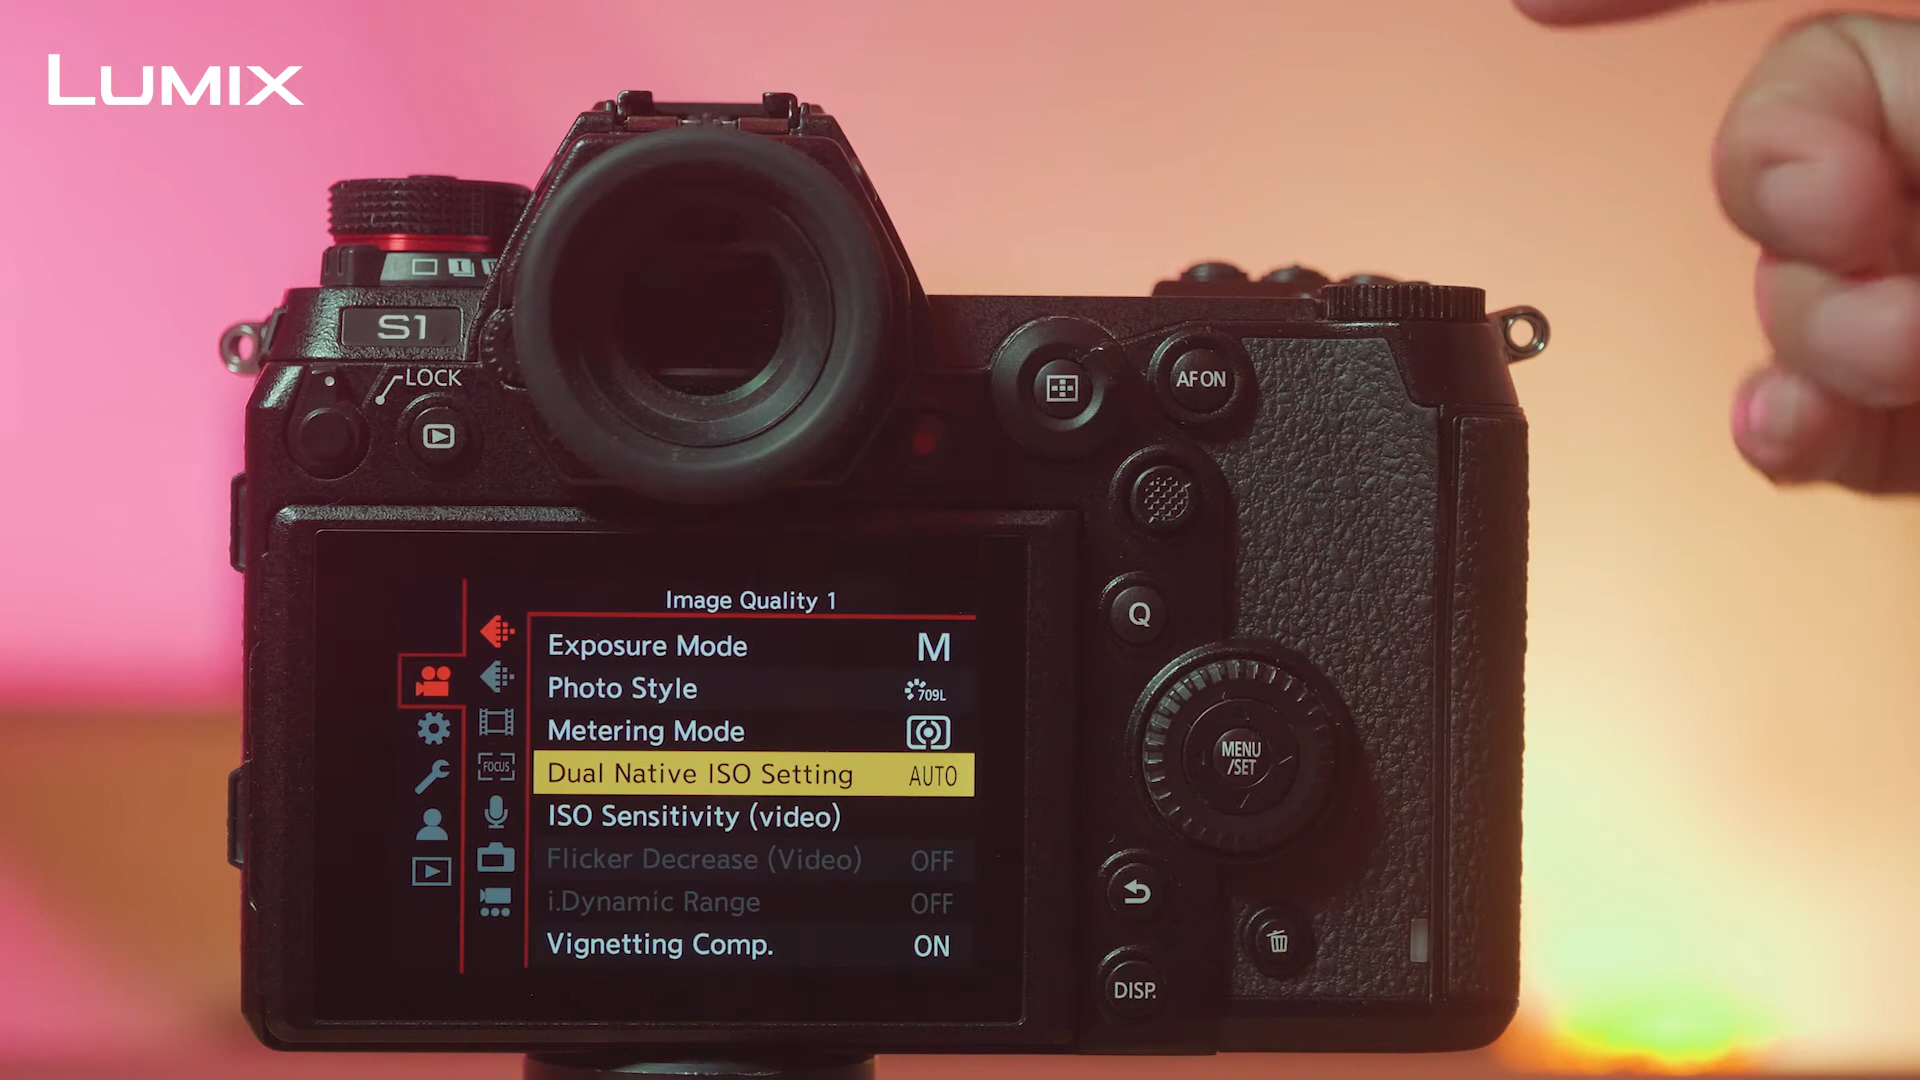 LUMIX
S1
LOCK
AF ON
Q
Image Quality 1
Exposure Mode M
Photo Style 709L
Metering Mode
Dual Native ISO Setting AUTO
FOCUS
ISO Sensitivity (video)
Flicker Decrease (Video) OFF
i.Dynamic Range OFF
Vignetting Comp. ON
MENU
/SET
DISP.